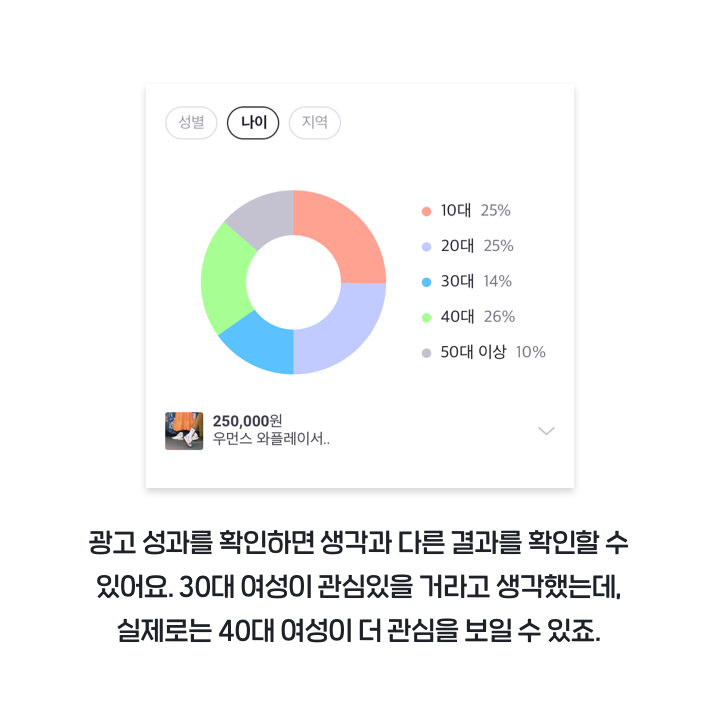 성별 나이 지역
10대 25%
20대 25%
30대 14%
40대 26%
50대 이상 10%
250,000원
우먼스 와플레이서..
광고 성과를 확인하면 생각과 다른 결과를 확인할 수
있어요. 30대 여성이 관심있을 거라고 생각했는데,
실제로는 40대 여성이 더 관심을 보일 수 있죠.